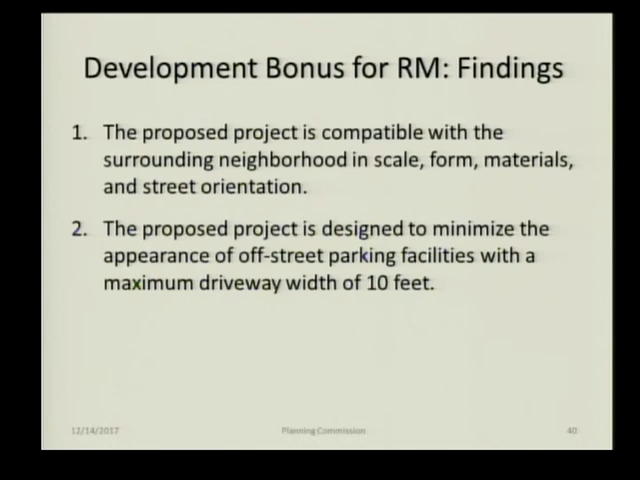 Development Bonus for RM: Findings
1. The proposed project is compatible with the
surrounding neighborhood in scale, form, materials,
and street orientation.
2. The proposed project is designed to minimize the
appearance of off-street parking facilities with a
maximum driveway width of 10 feet.
12/14/2017 Planning Commission 40